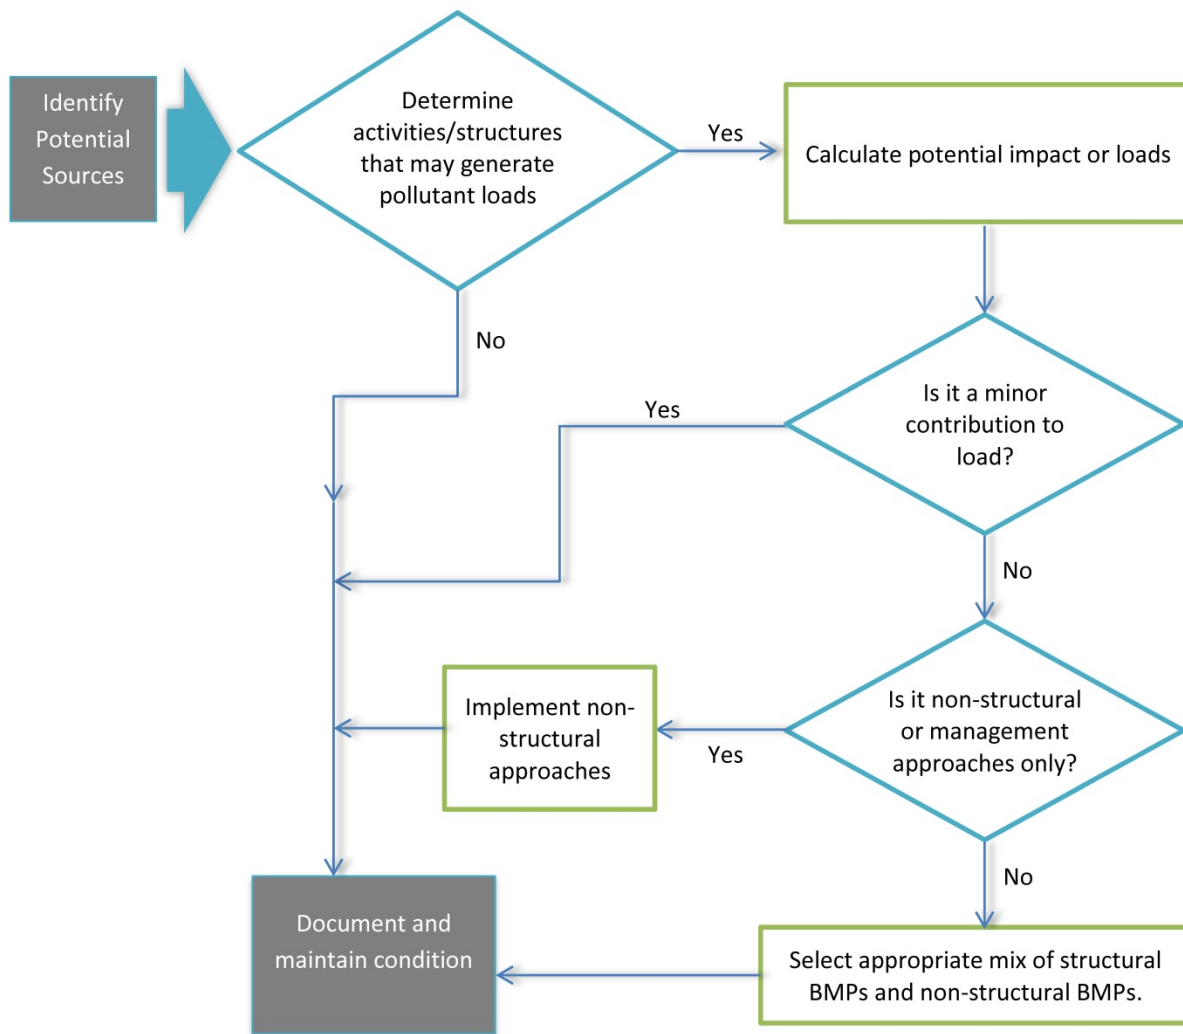 Identify
Potential
Sources
Determine
activities/structures
that may generate
pollutant loads
Yes
Calculate potential impact or loads
No
Is it a minor
contribution to
load?
Yes
No
Is it non-structural
or management
approaches only?
Yes
Implement non-
structural
approaches
No
Select appropriate mix of structural
BMPs and non-structural BMPs.
Document and
maintain condition